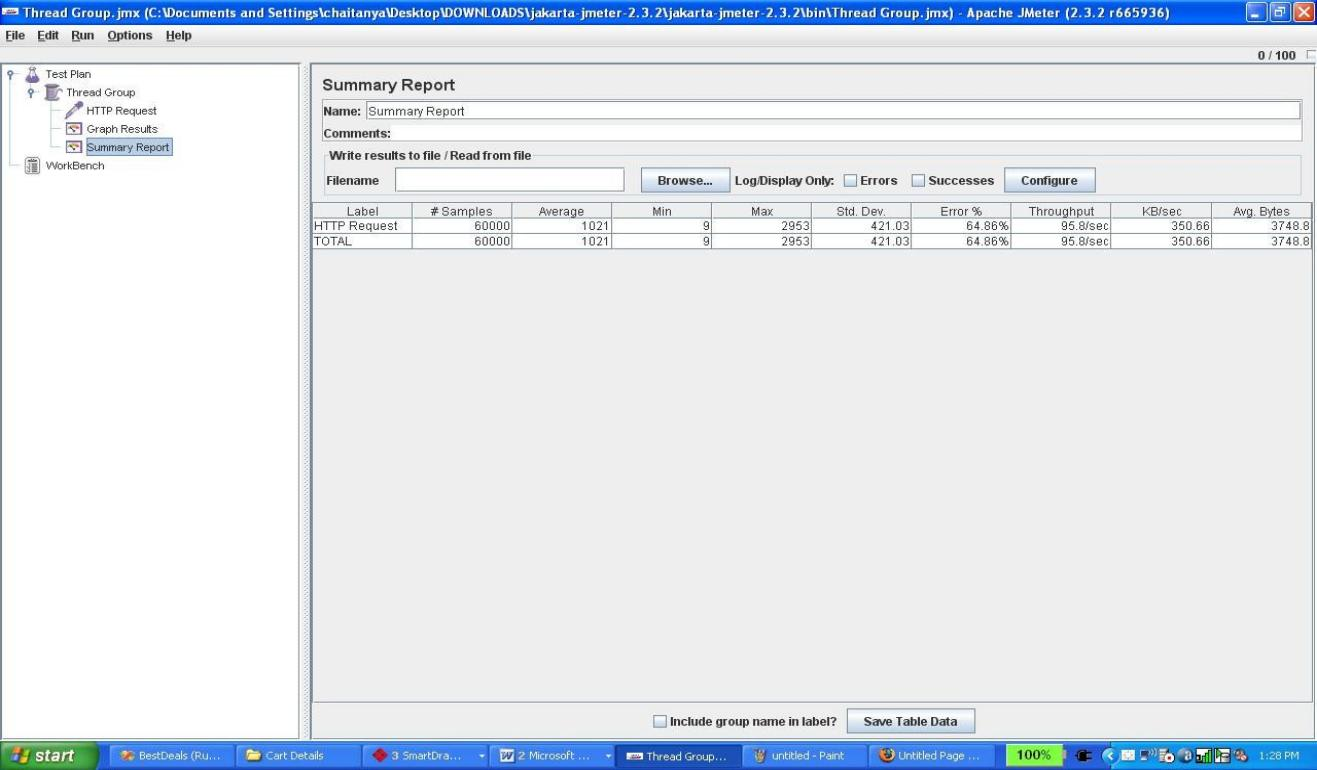 Thread Group.jmx (C:\Documents and Settings\chaitanya\Desktop\DOWNLOADS\jakarta-jmeter-2.3.2\jakarta-jmeter-2.3.2\bin\Thread Group.jmx) - Apache JMeter (2.3.2 r665936)
File Edit Run Options Help
0 / 100
Test Plan
Thread Group
HTTP Request
Graph Results
Summary Report
WorkBench
Summary Report
Name: Summary Report
Comments:
Write results to file / Read from file
Filename Browse... Log/Display Only: Errors Successes Configure
Label # Samples Average Min Max Std. Dev. Error % Throughput KB/sec Avg. Bytes
HTTP Request 60000 1021 9 2953 421.03 64.86% 95.8/sec 350.66 3748.8
TOTAL 60000 1021 9 2953 421.03 64.86% 95.8/sec 350.66 3748.8
Include group name in label? Save Table Data
start BestDeals (Ru... Cart Details 3 SmartDra... 2 Microsoft ... Thread Group... untitled - Paint Untitled Page ... 100% 1:28 PM